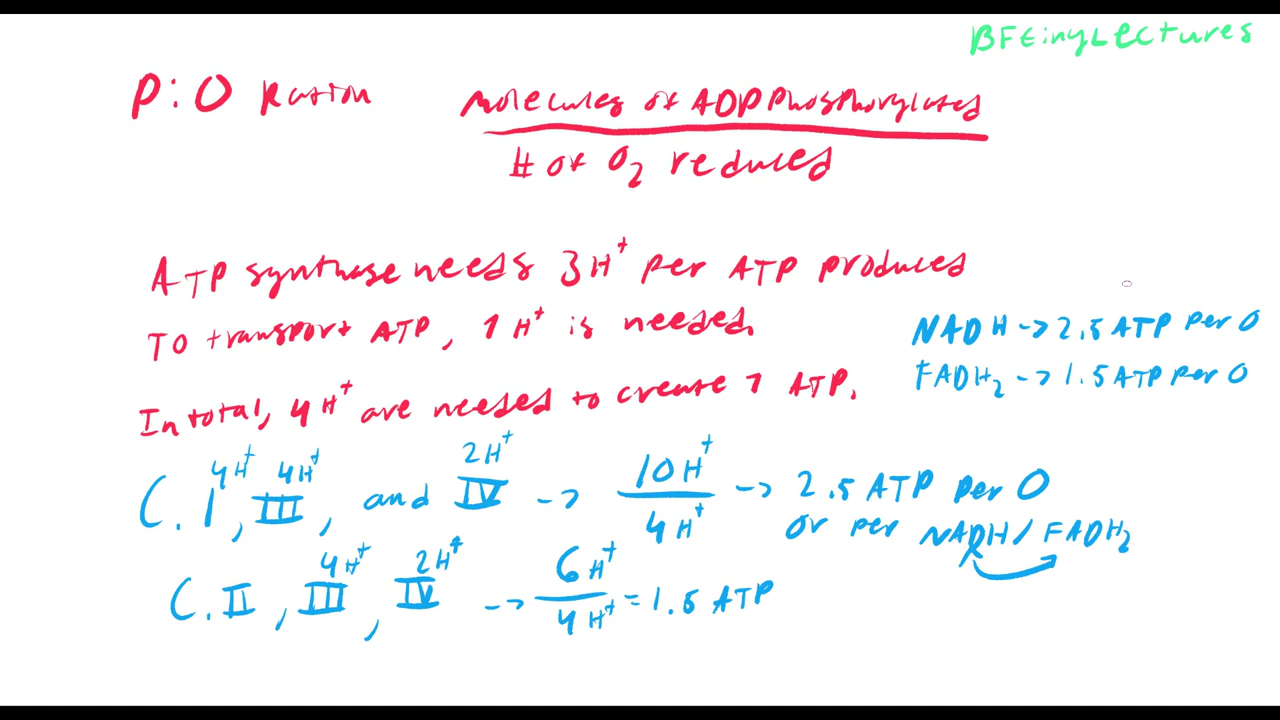 BFtinyLectures
P:O Ration
Molecules of ADP Phosphorylated
# of O2 reduced
ATP synthase needs 3H+ per ATP produced
To transport ATP, 1 H+ is needed.
NADH -> 2.5 ATP per O
FADH2 -> 1.5 ATP per O
In total, 4H+ are needed to create 1 ATP.
4H+ 4H+ 2H+
C. I, III, and IV -> 10H+ / 4H+ -> 2.5 ATP per O
or per NADH/FADH2
4H+ 2H+
C. II, III, IV -> 6H+ / 4H+ = 1.5 ATP